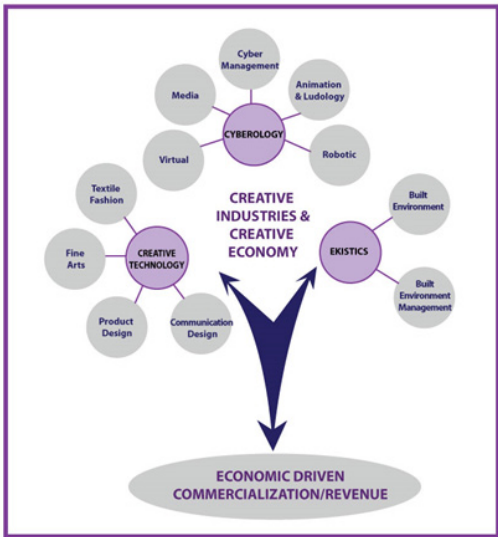 Cyber
Management
Media
Animation
& Ludology
CYBEROLOGY
Virtual
Robotic
Textile
Fashion
CREATIVE
INDUSTRIES &
CREATIVE
ECONOMY
Built
Environment
Fine
Arts
CREATIVE
TECHNOLOGY
EKISTICS
Product
Design
Communication
Design
Built
Environment
Management
ECONOMIC DRIVEN
COMMERCIALIZATION/REVENUE